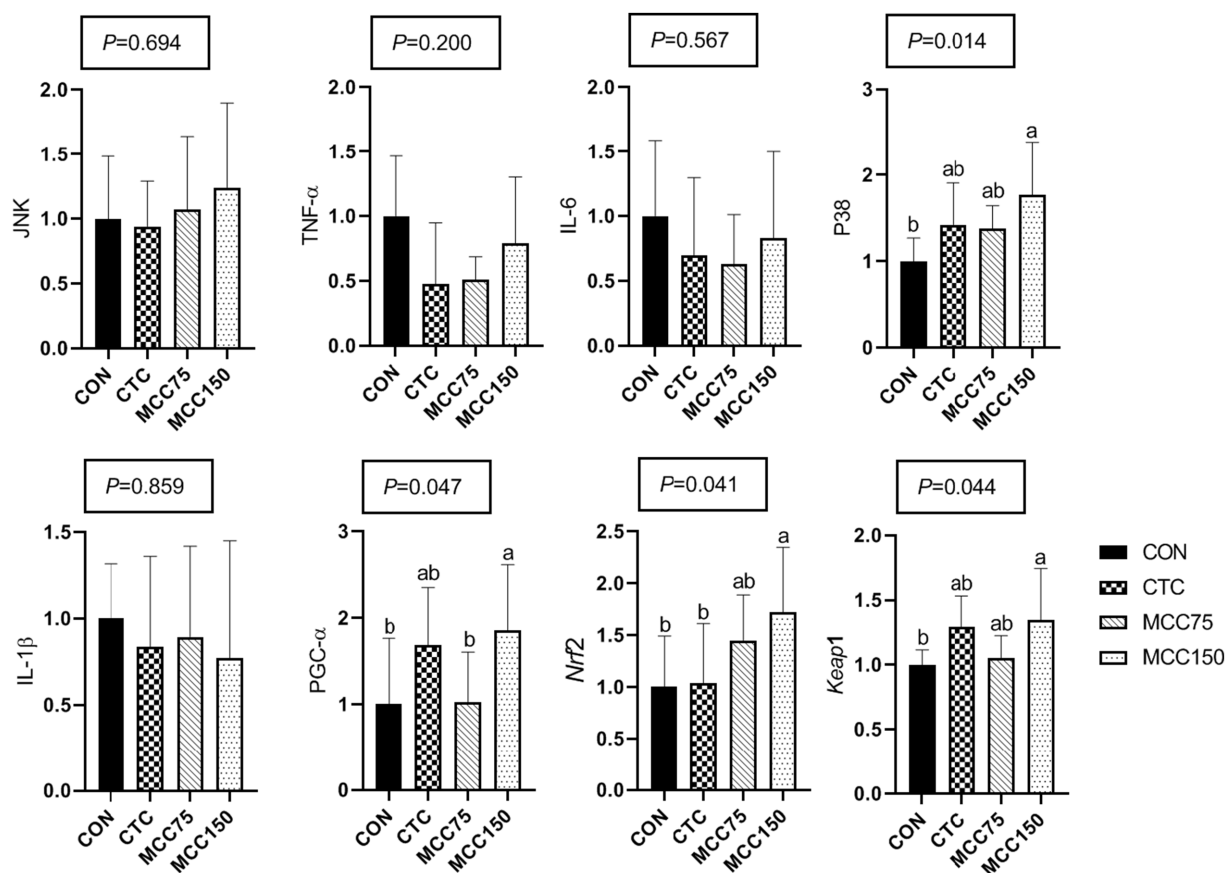 P=0.694
JNK
2.0
1.5
1.0
0.5
0.0
CON
CTC
MCC75
MCC150
P=0.200
TNF-α
2.0
1.5
1.0
0.5
0.0
CON
CTC
MCC75
MCC150
P=0.567
IL-6
2.0
1.5
1.0
0.5
0.0
CON
CTC
MCC75
MCC150
P=0.014
P38
3
2
1
0
b
ab
ab
a
CON
CTC
MCC75
MCC150
P=0.859
IL-1β
1.5
1.0
0.5
0.0
CON
CTC
MCC75
MCC150
P=0.047
PGC-α
3
2
1
0
b
ab
b
a
CON
CTC
MCC75
MCC150
P=0.041
Nrf2
2.5
2.0
1.5
1.0
0.5
0.0
b
b
ab
a
CON
CTC
MCC75
MCC150
P=0.044
Keap1
2.0
1.5
1.0
0.5
0.0
b
ab
ab
a
CON
CTC
MCC75
MCC150
CON
CTC
MCC75
MCC150